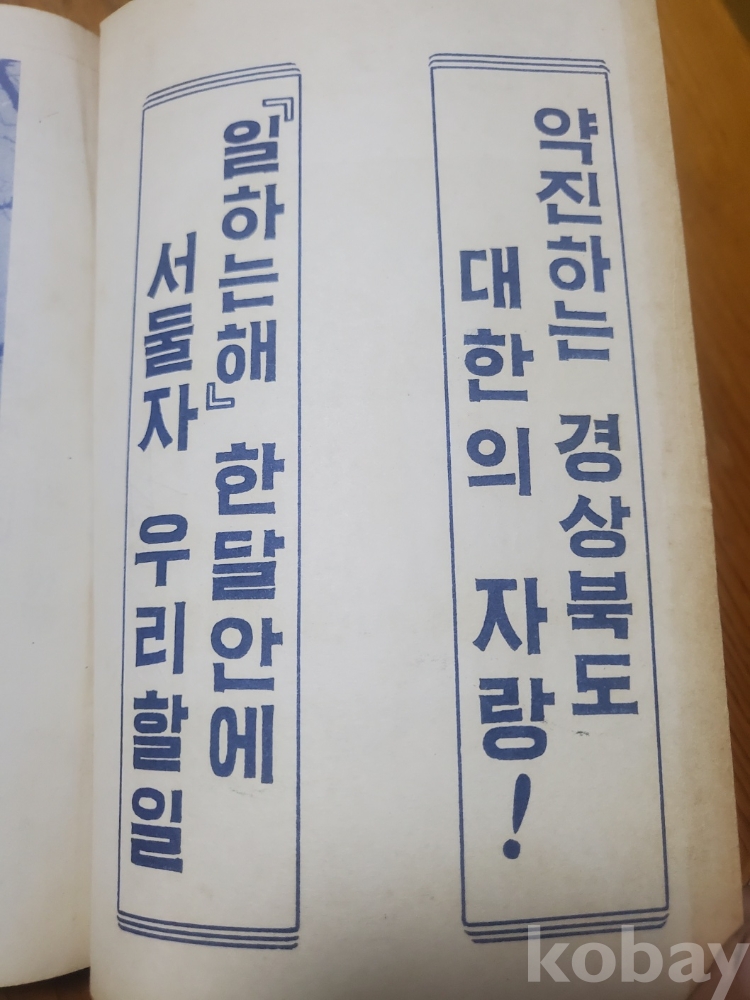 약진하는 경상북도
대한의 자랑!
『일하는해』 한달안에
서둘자 우리할일
kobay